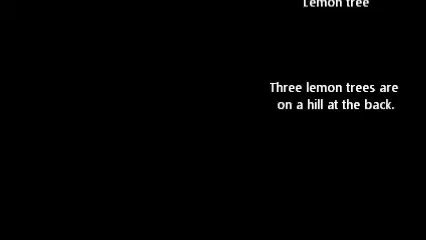 Lemon tree
Three lemon trees are
on a hill at the back.